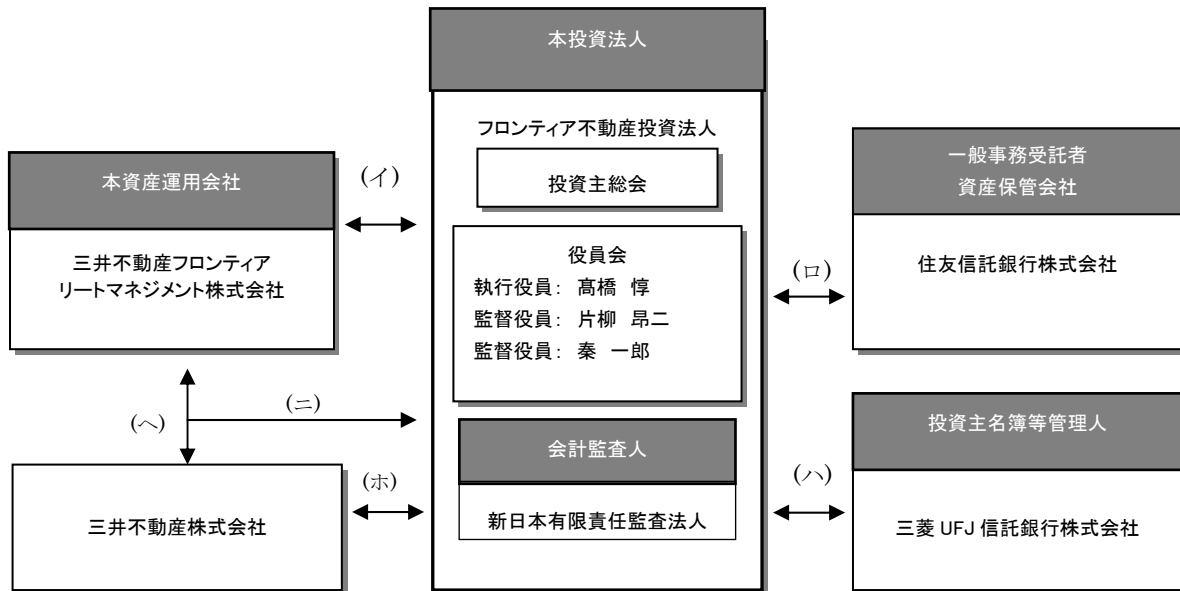 本投資法人
フロンティア不動産投資法人
投資主総会
役員会
執行役員: 髙橋 惇
監督役員: 片柳 昂二
監督役員: 秦 一郎
会計監査人
新日本有限責任監査法人
本資産運用会社
三井不動産フロンティア
リートマネジメント株式会社
(イ)
(ヘ)
(ニ)
三井不動産株式会社
(ホ)
一般事務受託者
資産保管会社
住友信託銀行株式会社
(ロ)
投資主名簿等管理人
三菱 UFJ 信託銀行株式会社
(ハ)